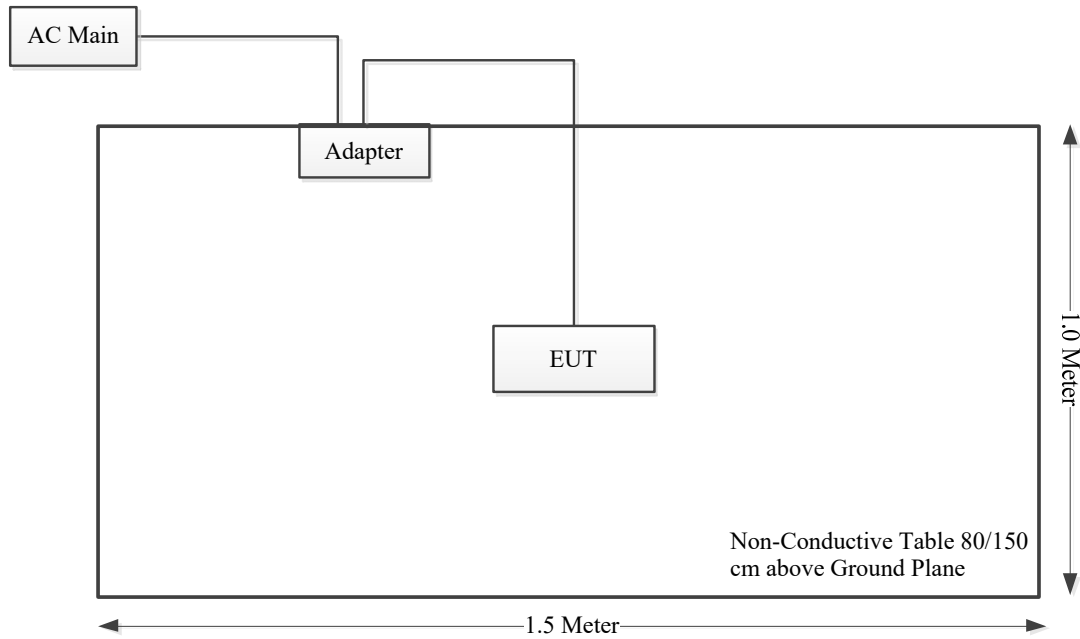 AC Main
Adapter
EUT
1.0 Meter
Non-Conductive Table 80/150
cm above Ground Plane
1.5 Meter